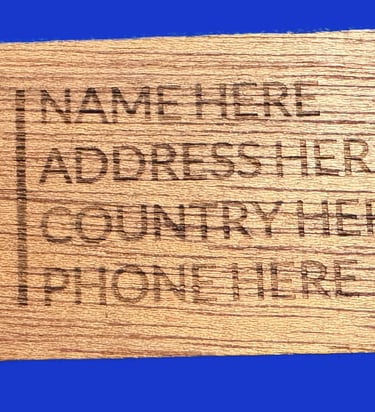 NAME HERE
ADDRESS HER
COUNTRY HE
PHONE HERE